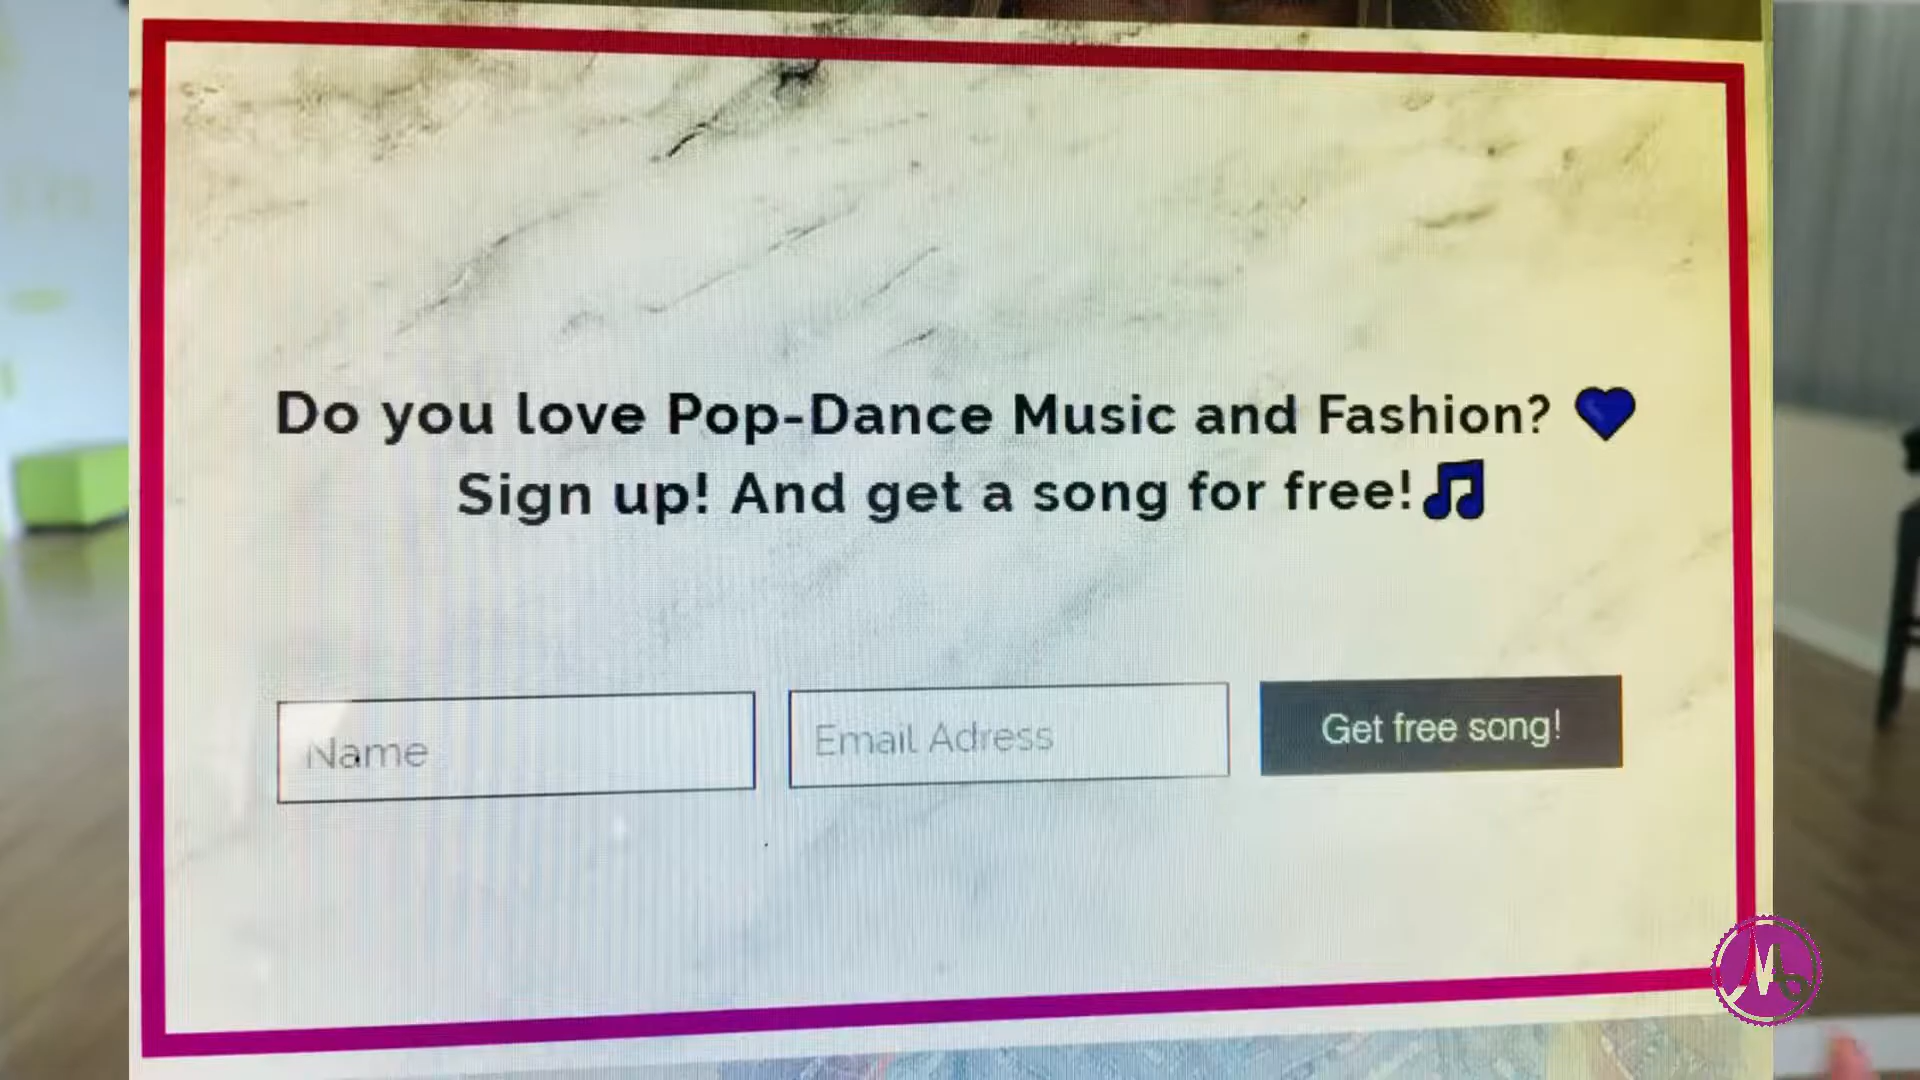 Do you love Pop-Dance Music and Fashion? 💙
Sign up! And get a song for free!🎵
Name
Email Adress
Get free song!